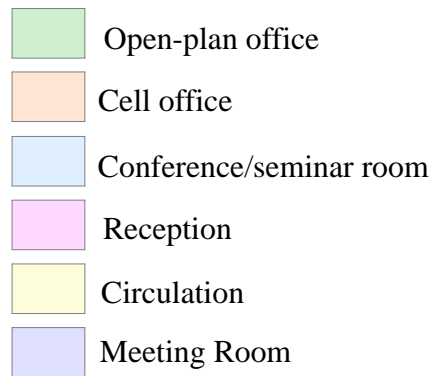 Open-plan office
Cell office
Conference/seminar room
Reception
Circulation
Meeting Room